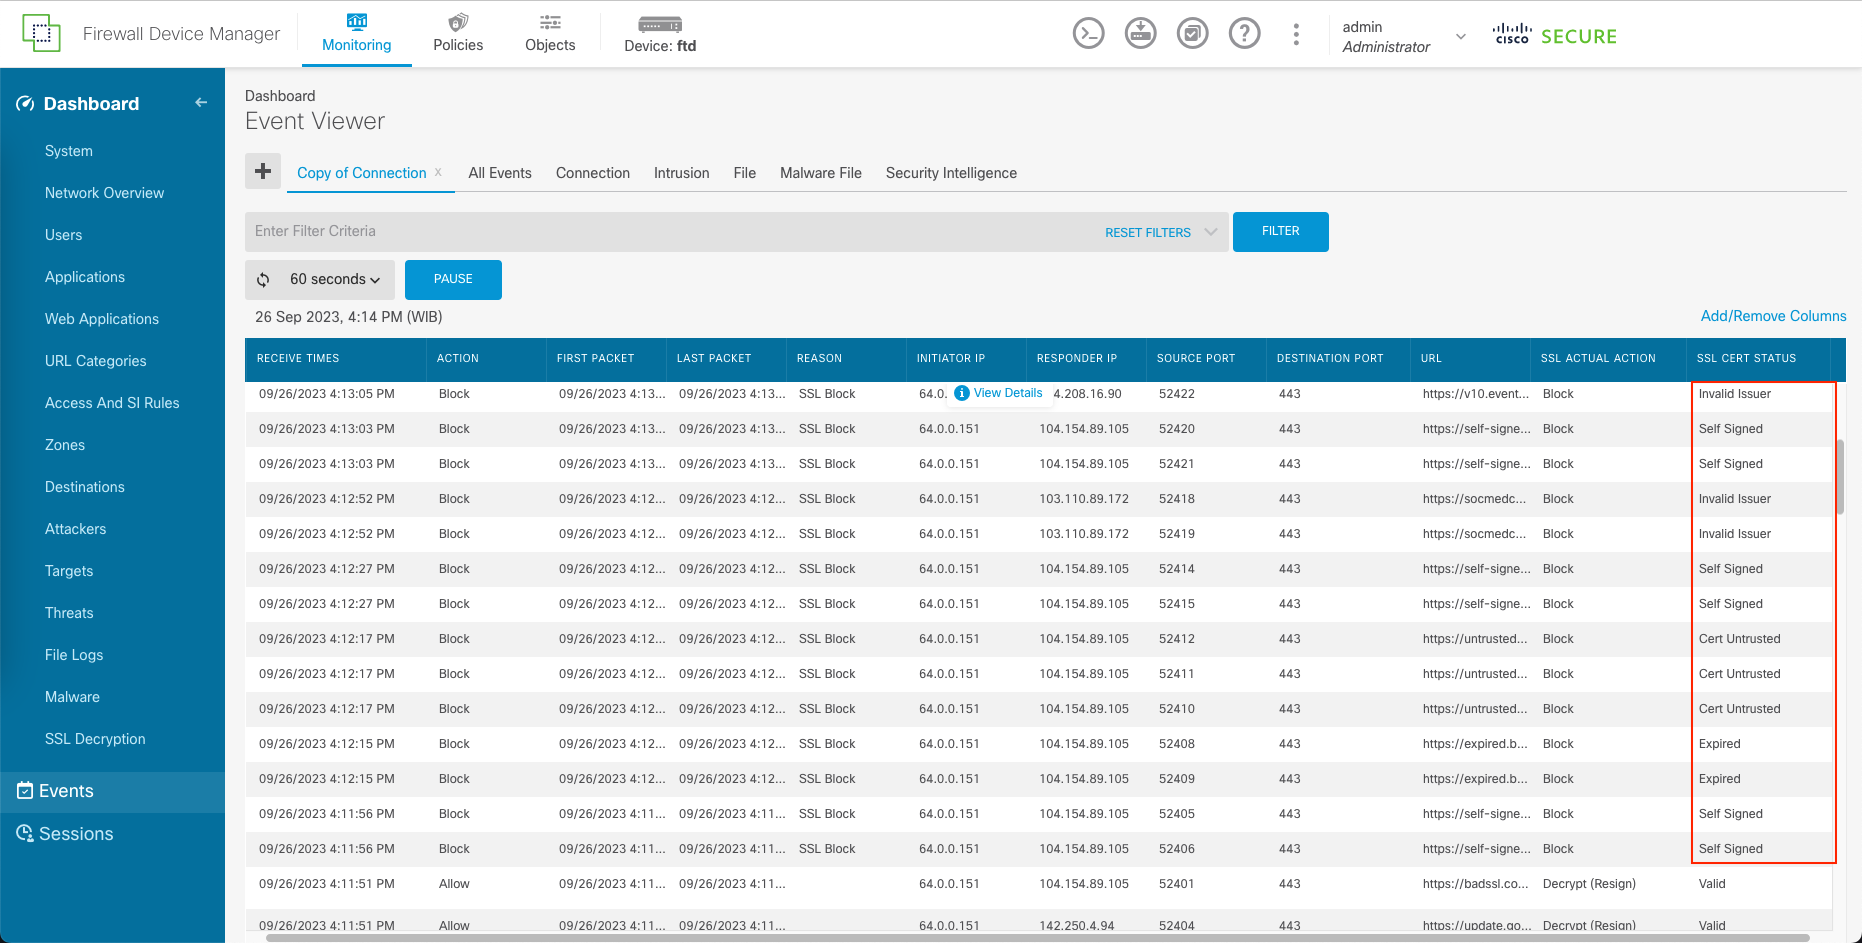 Firewall Device Manager
Monitoring
Policies
Objects
Device: ftd
admin
Administrator
cisco SECURE
Dashboard
System
Network Overview
Users
Applications
Web Applications
URL Categories
Access And SI Rules
Zones
Destinations
Attackers
Targets
Threats
File Logs
Malware
SSL Decryption
Events
Sessions
Dashboard
Event Viewer
Copy of Connection x All Events Connection Intrusion File Malware File Security Intelligence
Enter Filter Criteria RESET FILTERS FILTER
60 seconds PAUSE
26 Sep 2023, 4:14 PM (WIB) Add/Remove Columns
RECEIVE TIMES ACTION FIRST PACKET LAST PACKET REASON INITIATOR IP RESPONDER IP SOURCE PORT DESTINATION PORT URL SSL ACTUAL ACTION SSL CERT STATUS
09/26/2023 4:13:05 PM Block 09/26/2023 4:13... 09/26/2023 4:13... SSL Block 64.0. View Details 4.208.16.90 52422 443 https://v10.event... Block Invalid Issuer
09/26/2023 4:13:03 PM Block 09/26/2023 4:13... 09/26/2023 4:13... SSL Block 64.0.0.151 104.154.89.105 52420 443 https://self-signe... Block Self Signed
09/26/2023 4:13:03 PM Block 09/26/2023 4:13... 09/26/2023 4:13... SSL Block 64.0.0.151 104.154.89.105 52421 443 https://self-signe... Block Self Signed
09/26/2023 4:12:52 PM Block 09/26/2023 4:12... 09/26/2023 4:12... SSL Block 64.0.0.151 103.110.89.172 52418 443 https://socmedc... Block Invalid Issuer
09/26/2023 4:12:52 PM Block 09/26/2023 4:12... 09/26/2023 4:12... SSL Block 64.0.0.151 103.110.89.172 52419 443 https://socmedc... Block Invalid Issuer
09/26/2023 4:12:27 PM Block 09/26/2023 4:12... 09/26/2023 4:12... SSL Block 64.0.0.151 104.154.89.105 52414 443 https://self-signe... Block Self Signed
09/26/2023 4:12:27 PM Block 09/26/2023 4:12... 09/26/2023 4:12... SSL Block 64.0.0.151 104.154.89.105 52415 443 https://self-signe... Block Self Signed
09/26/2023 4:12:17 PM Block 09/26/2023 4:12... 09/26/2023 4:12... SSL Block 64.0.0.151 104.154.89.105 52412 443 https://untrusted... Block Cert Untrusted
09/26/2023 4:12:17 PM Block 09/26/2023 4:12... 09/26/2023 4:12... SSL Block 64.0.0.151 104.154.89.105 52411 443 https://untrusted... Block Cert Untrusted
09/26/2023 4:12:17 PM Block 09/26/2023 4:12... 09/26/2023 4:12... SSL Block 64.0.0.151 104.154.89.105 52410 443 https://untrusted... Block Cert Untrusted
09/26/2023 4:12:15 PM Block 09/26/2023 4:12... 09/26/2023 4:12... SSL Block 64.0.0.151 104.154.89.105 52408 443 https://expired.b... Block Expired
09/26/2023 4:12:15 PM Block 09/26/2023 4:12... 09/26/2023 4:12... SSL Block 64.0.0.151 104.154.89.105 52409 443 https://expired.b... Block Expired
09/26/2023 4:11:56 PM Block 09/26/2023 4:11... 09/26/2023 4:11... SSL Block 64.0.0.151 104.154.89.105 52405 443 https://self-signe... Block Self Signed
09/26/2023 4:11:56 PM Block 09/26/2023 4:11... 09/26/2023 4:11... SSL Block 64.0.0.151 104.154.89.105 52406 443 https://self-signe... Block Self Signed
09/26/2023 4:11:51 PM Allow 09/26/2023 4:11... 09/26/2023 4:11... 64.0.0.151 104.154.89.105 52401 443 https://badssl.co... Decrypt (Resign) Valid
09/26/2023 4:11:51 PM Allow 09/26/2023 4:11... 09/26/2023 4:11... 64.0.0.151 142.250.4.94 52404 443 https://update.go... Decrypt (Resign) Valid